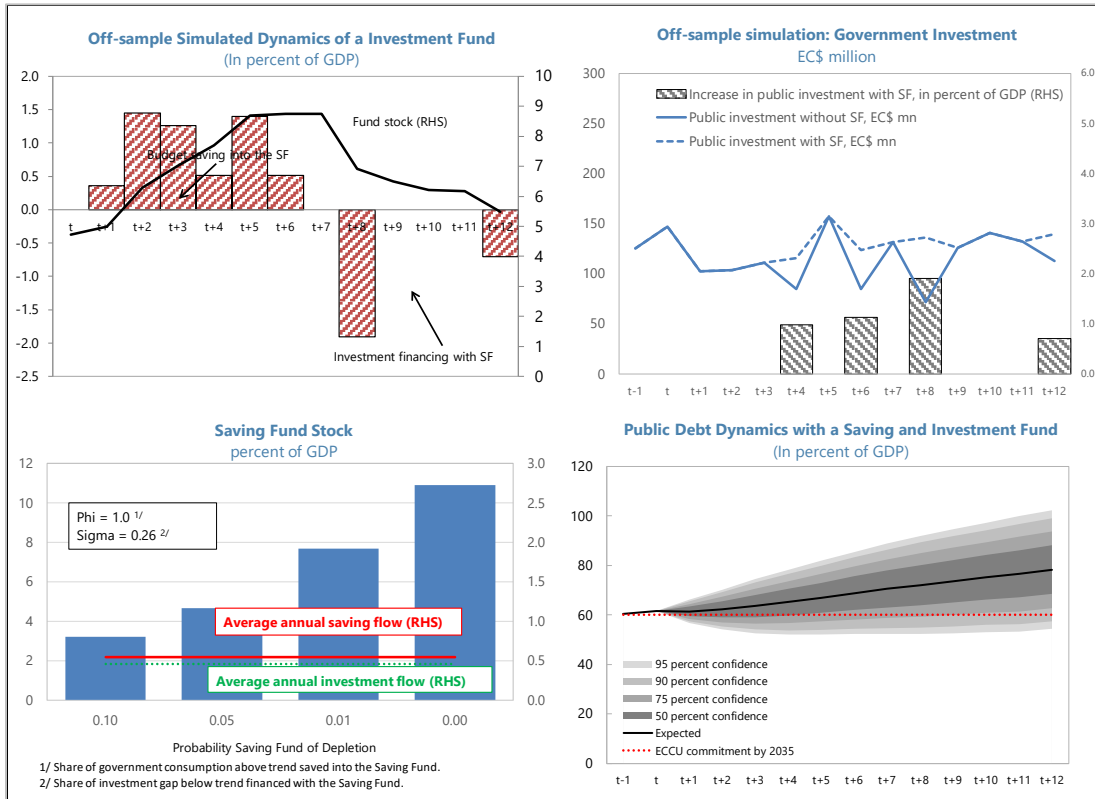 Off-sample Simulated Dynamics of a Investment Fund
(In percent of GDP)
2.0
1.5
1.0
0.5
0.0
-0.5
-1.0
-1.5
-2.0
-2.5
10
9
8
7
6
5
4
3
2
1
0
Fund stock (RHS)
Budget saving into the SF
t t+1 t+2 t+3 t+4 t+5 t+6 t+7 t+8 t+9 t+10 t+11 t+12
Investment financing with SF
Off-sample simulation: Government Investment
EC$ million
300
250
200
150
100
50
0
6.0
5.0
4.0
3.0
2.0
1.0
0.0
Increase in public investment with SF, in percent of GDP (RHS)
Public investment without SF, EC$ mn
Public investment with SF, EC$ mn
t-1 t t+1 t+2 t+3 t+4 t+5 t+6 t+7 t+8 t+9 t+10 t+11 t+12
Saving Fund Stock
percent of GDP
12
10
8
6
4
2
0
3.0
2.5
2.0
1.5
1.0
0.5
0.0
Phi = 1.0 1/
Sigma = 0.26 2/
Average annual saving flow (RHS)
Average annual investment flow (RHS)
0.10 0.05 0.01 0.00
Probability Saving Fund of Depletion
1/ Share of government consumption above trend saved into the Saving Fund.
2/ Share of investment gap below trend financed with the Saving Fund.
Public Debt Dynamics with a Saving and Investment Fund
(In percent of GDP)
120
100
80
60
40
20
0
95 percent confidence
90 percent confidence
75 percent confidence
50 percent confidence
Expected
ECCU commitment by 2035
t-1 t t+1 t+2 t+3 t+4 t+5 t+6 t+7 t+8 t+9 t+10 t+11 t+12